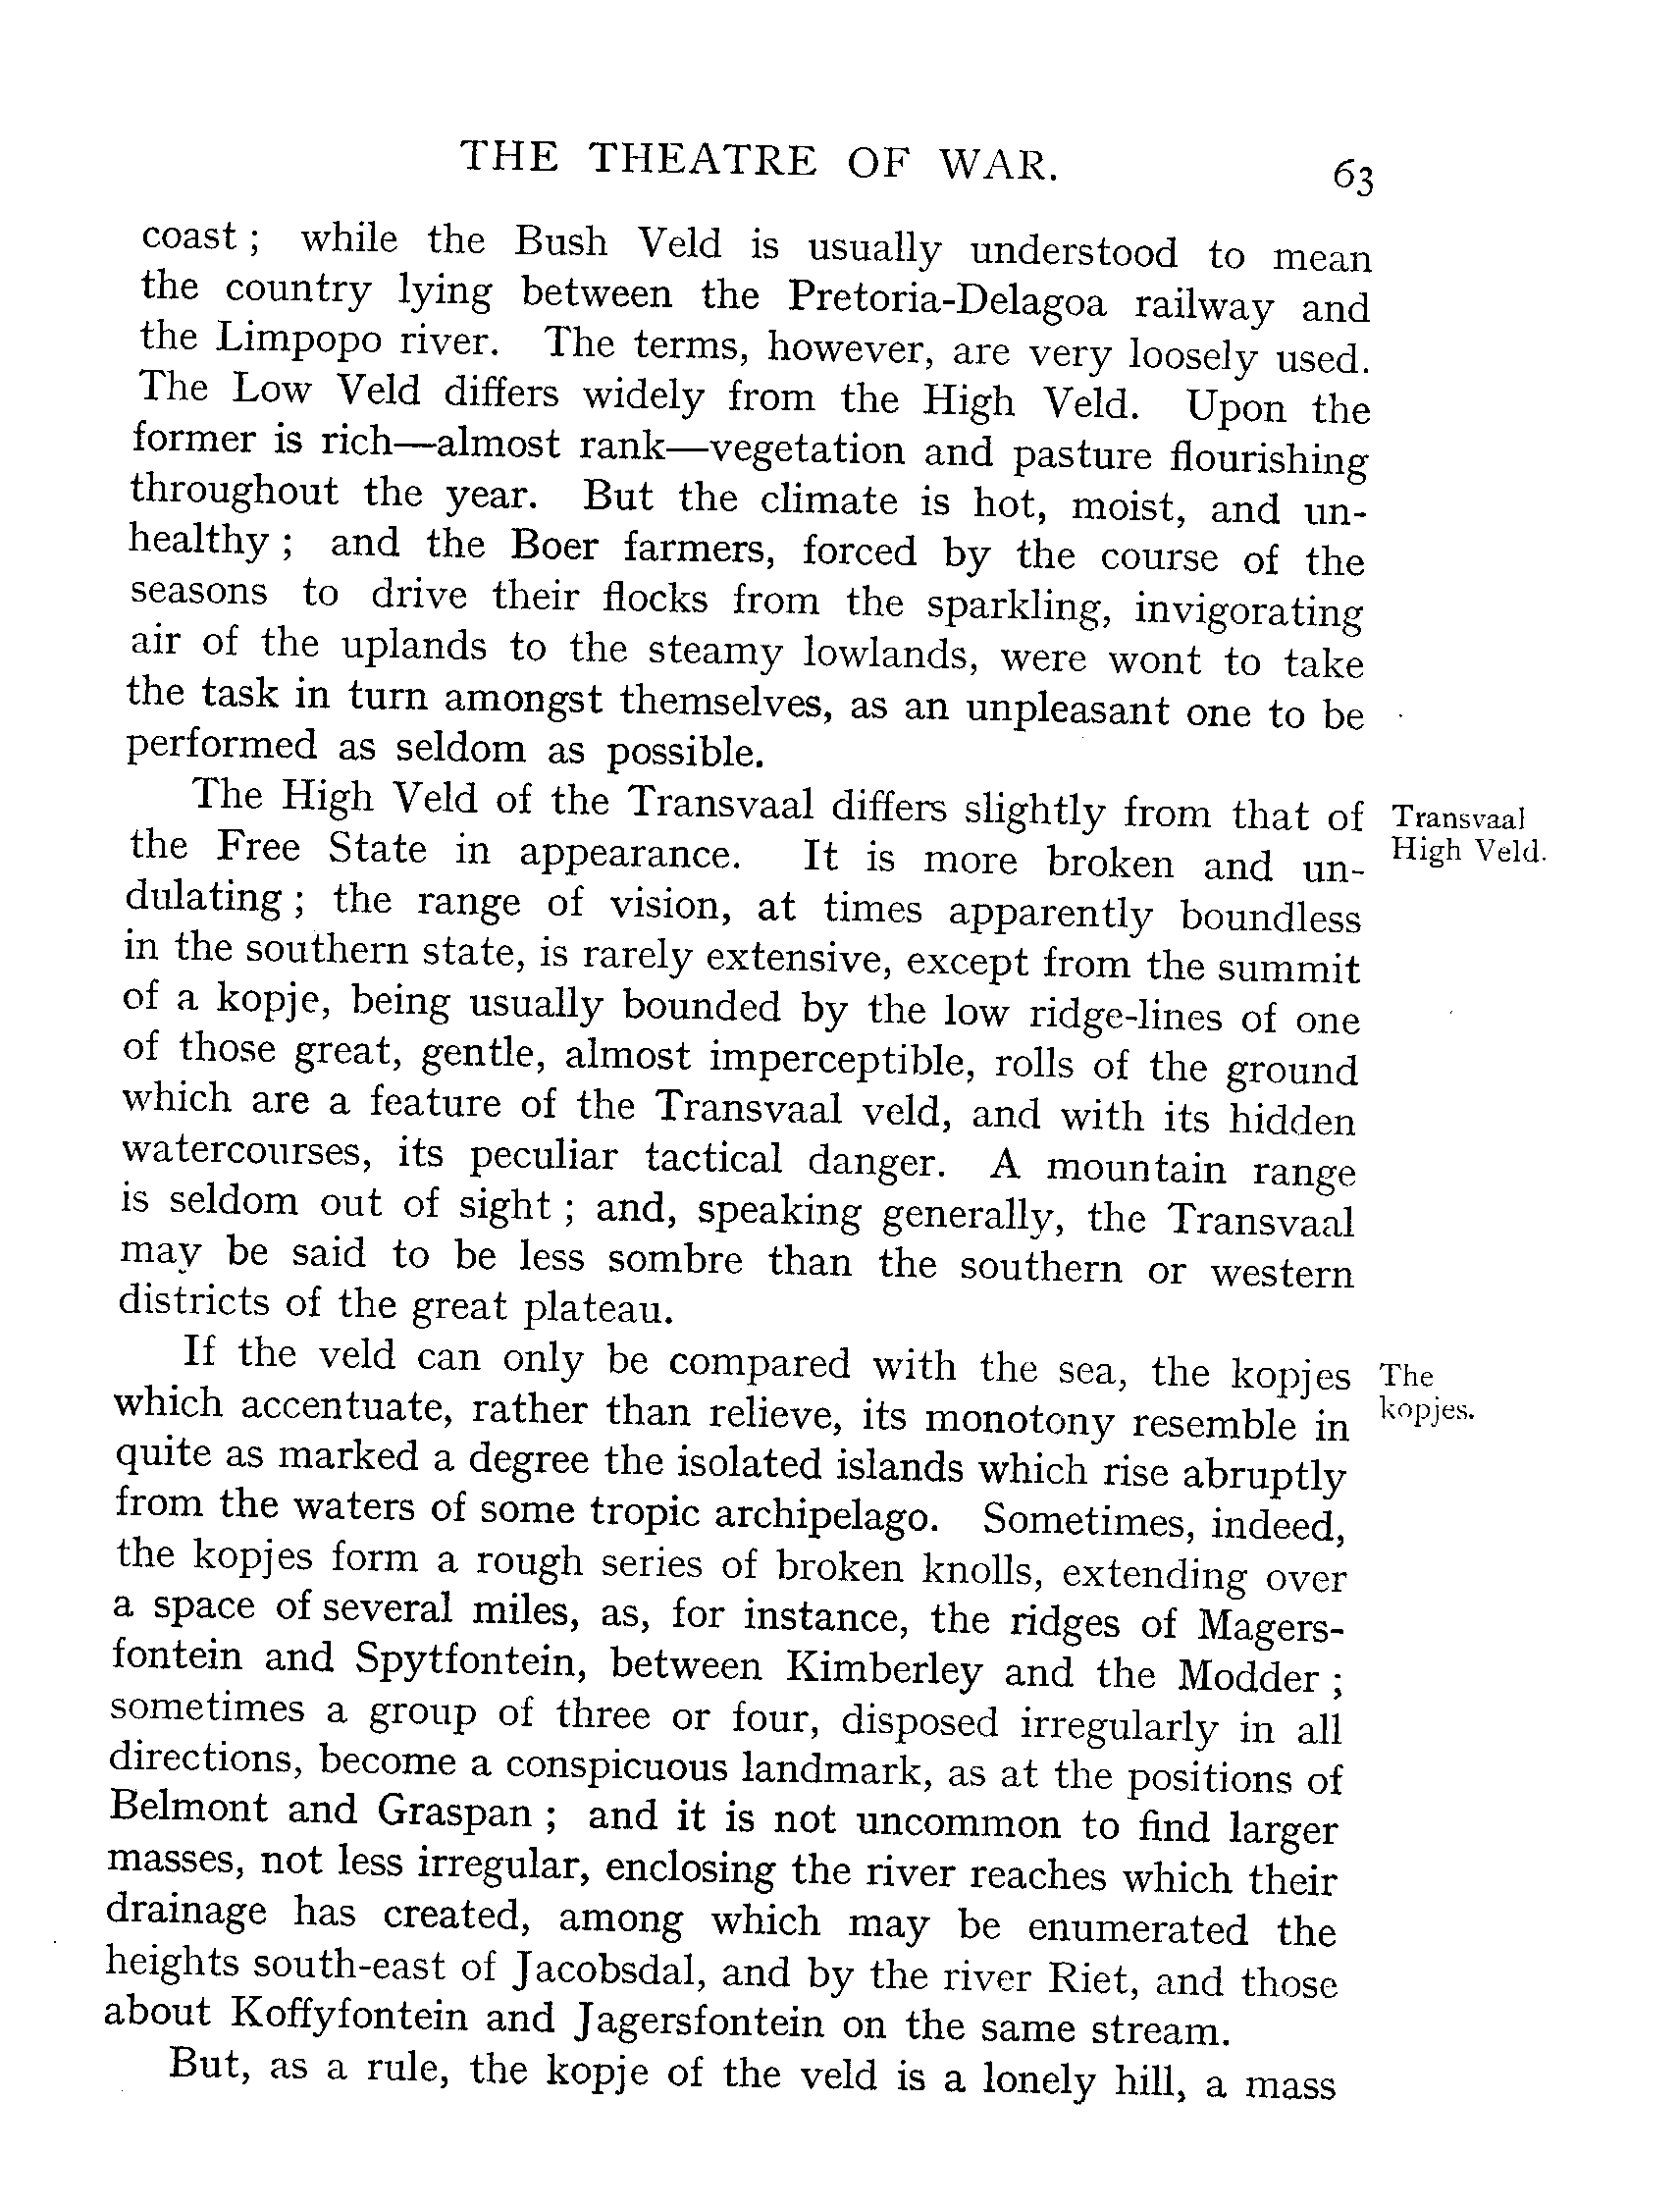 THE THEATRE OF WAR. 63
coast ; while the Bush Veld is usually understood to mean
the country lying between the Pretoria-Delagoa railway and
the Limpopo river. The terms, however, are very loosely used.
The Low Veld differs widely from the High Veld. Upon the
former is rich—almost rank—vegetation and pasture flourishing
throughout the year. But the climate is hot, moist, and un-
healthy ; and the Boer farmers, forced by the course of the
seasons to drive their flocks from the sparkling, invigorating
air of the uplands to the steamy lowlands, were wont to take
the task in turn amongst themselves, as an unpleasant one to be
performed as seldom as possible.
The High Veld of the Transvaal differs slightly from that of
Transvaal
High Veld.
the Free State in appearance. It is more broken and un-
dulating ; the range of vision, at times apparently boundless
in the southern state, is rarely extensive, except from the summit
of a kopje, being usually bounded by the low ridge-lines of one
of those great, gentle, almost imperceptible, rolls of the ground
which are a feature of the Transvaal veld, and with its hidden
watercourses, its peculiar tactical danger. A mountain range
is seldom out of sight ; and, speaking generally, the Transvaal
may be said to be less sombre than the southern or western
districts of the great plateau.
If the veld can only be compared with the sea, the kopjes
The
kopjes.
which accentuate, rather than relieve, its monotony resemble in
quite as marked a degree the isolated islands which rise abruptly
from the waters of some tropic archipelago. Sometimes, indeed,
the kopjes form a rough series of broken knolls, extending over
a space of several miles, as, for instance, the ridges of Magers-
fontein and Spytfontein, between Kimberley and the Modder ;
sometimes a group of three or four, disposed irregularly in all
directions, become a conspicuous landmark, as at the positions of
Belmont and Graspan ; and it is not uncommon to find larger
masses, not less irregular, enclosing the river reaches which their
drainage has created, among which may be enumerated the
heights south-east of Jacobsdal, and by the river Riet, and those
about Koffyfontein and Jagersfontein on the same stream.
But, as a rule, the kopje of the veld is a lonely hill, a mass